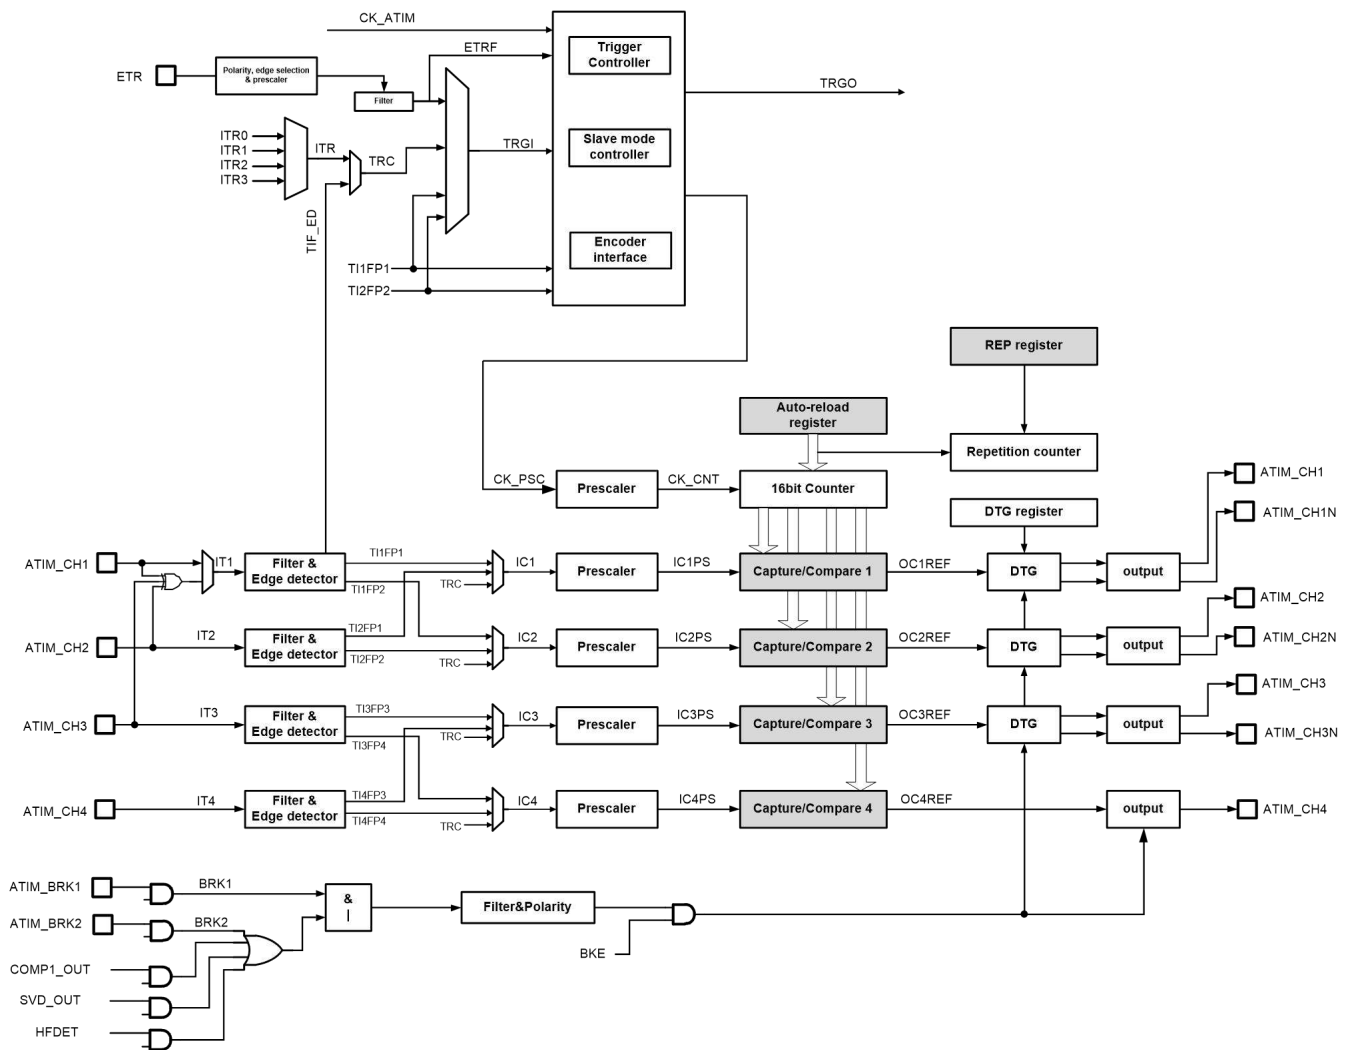 CK_ATIM
ETRF
ETR
Polarity, edge selection
& prescaler
Filter
Trigger
Controller
TRGO
ITR0
ITR1
ITR2
ITR3
ITR
TRC
TRGI
Slave mode
controller
TIF_ED
Encoder
interface
TI1FP1
TI2FP2
REP register
Auto-reload
register
Repetition counter
CK_PSC
Prescaler
CK_CNT
16bit Counter
DTG register
ATIM_CH1
ATIM_CH1N
ATIM_CH1
IT1
Filter &
Edge detector
TI1FP1
TI1FP2
TRC
IC1
Prescaler
IC1PS
Capture/Compare 1
OC1REF
DTG
output
ATIM_CH2
ATIM_CH2N
ATIM_CH2
IT2
Filter &
Edge detector
TI2FP1
TI2FP2
TRC
IC2
Prescaler
IC2PS
Capture/Compare 2
OC2REF
DTG
output
ATIM_CH3
ATIM_CH3N
ATIM_CH3
IT3
Filter &
Edge detector
TI3FP3
TI3FP4
TRC
IC3
Prescaler
IC3PS
Capture/Compare 3
OC3REF
DTG
output
ATIM_CH4
IT4
Filter &
Edge detector
TI4FP3
TI4FP4
TRC
IC4
Prescaler
IC4PS
Capture/Compare 4
OC4REF
output
ATIM_CH4
ATIM_BRK1
BRK1
&
|
Filter&Polarity
ATIM_BRK2
BRK2
BKE
COMP1_OUT
SVD_OUT
HFDET